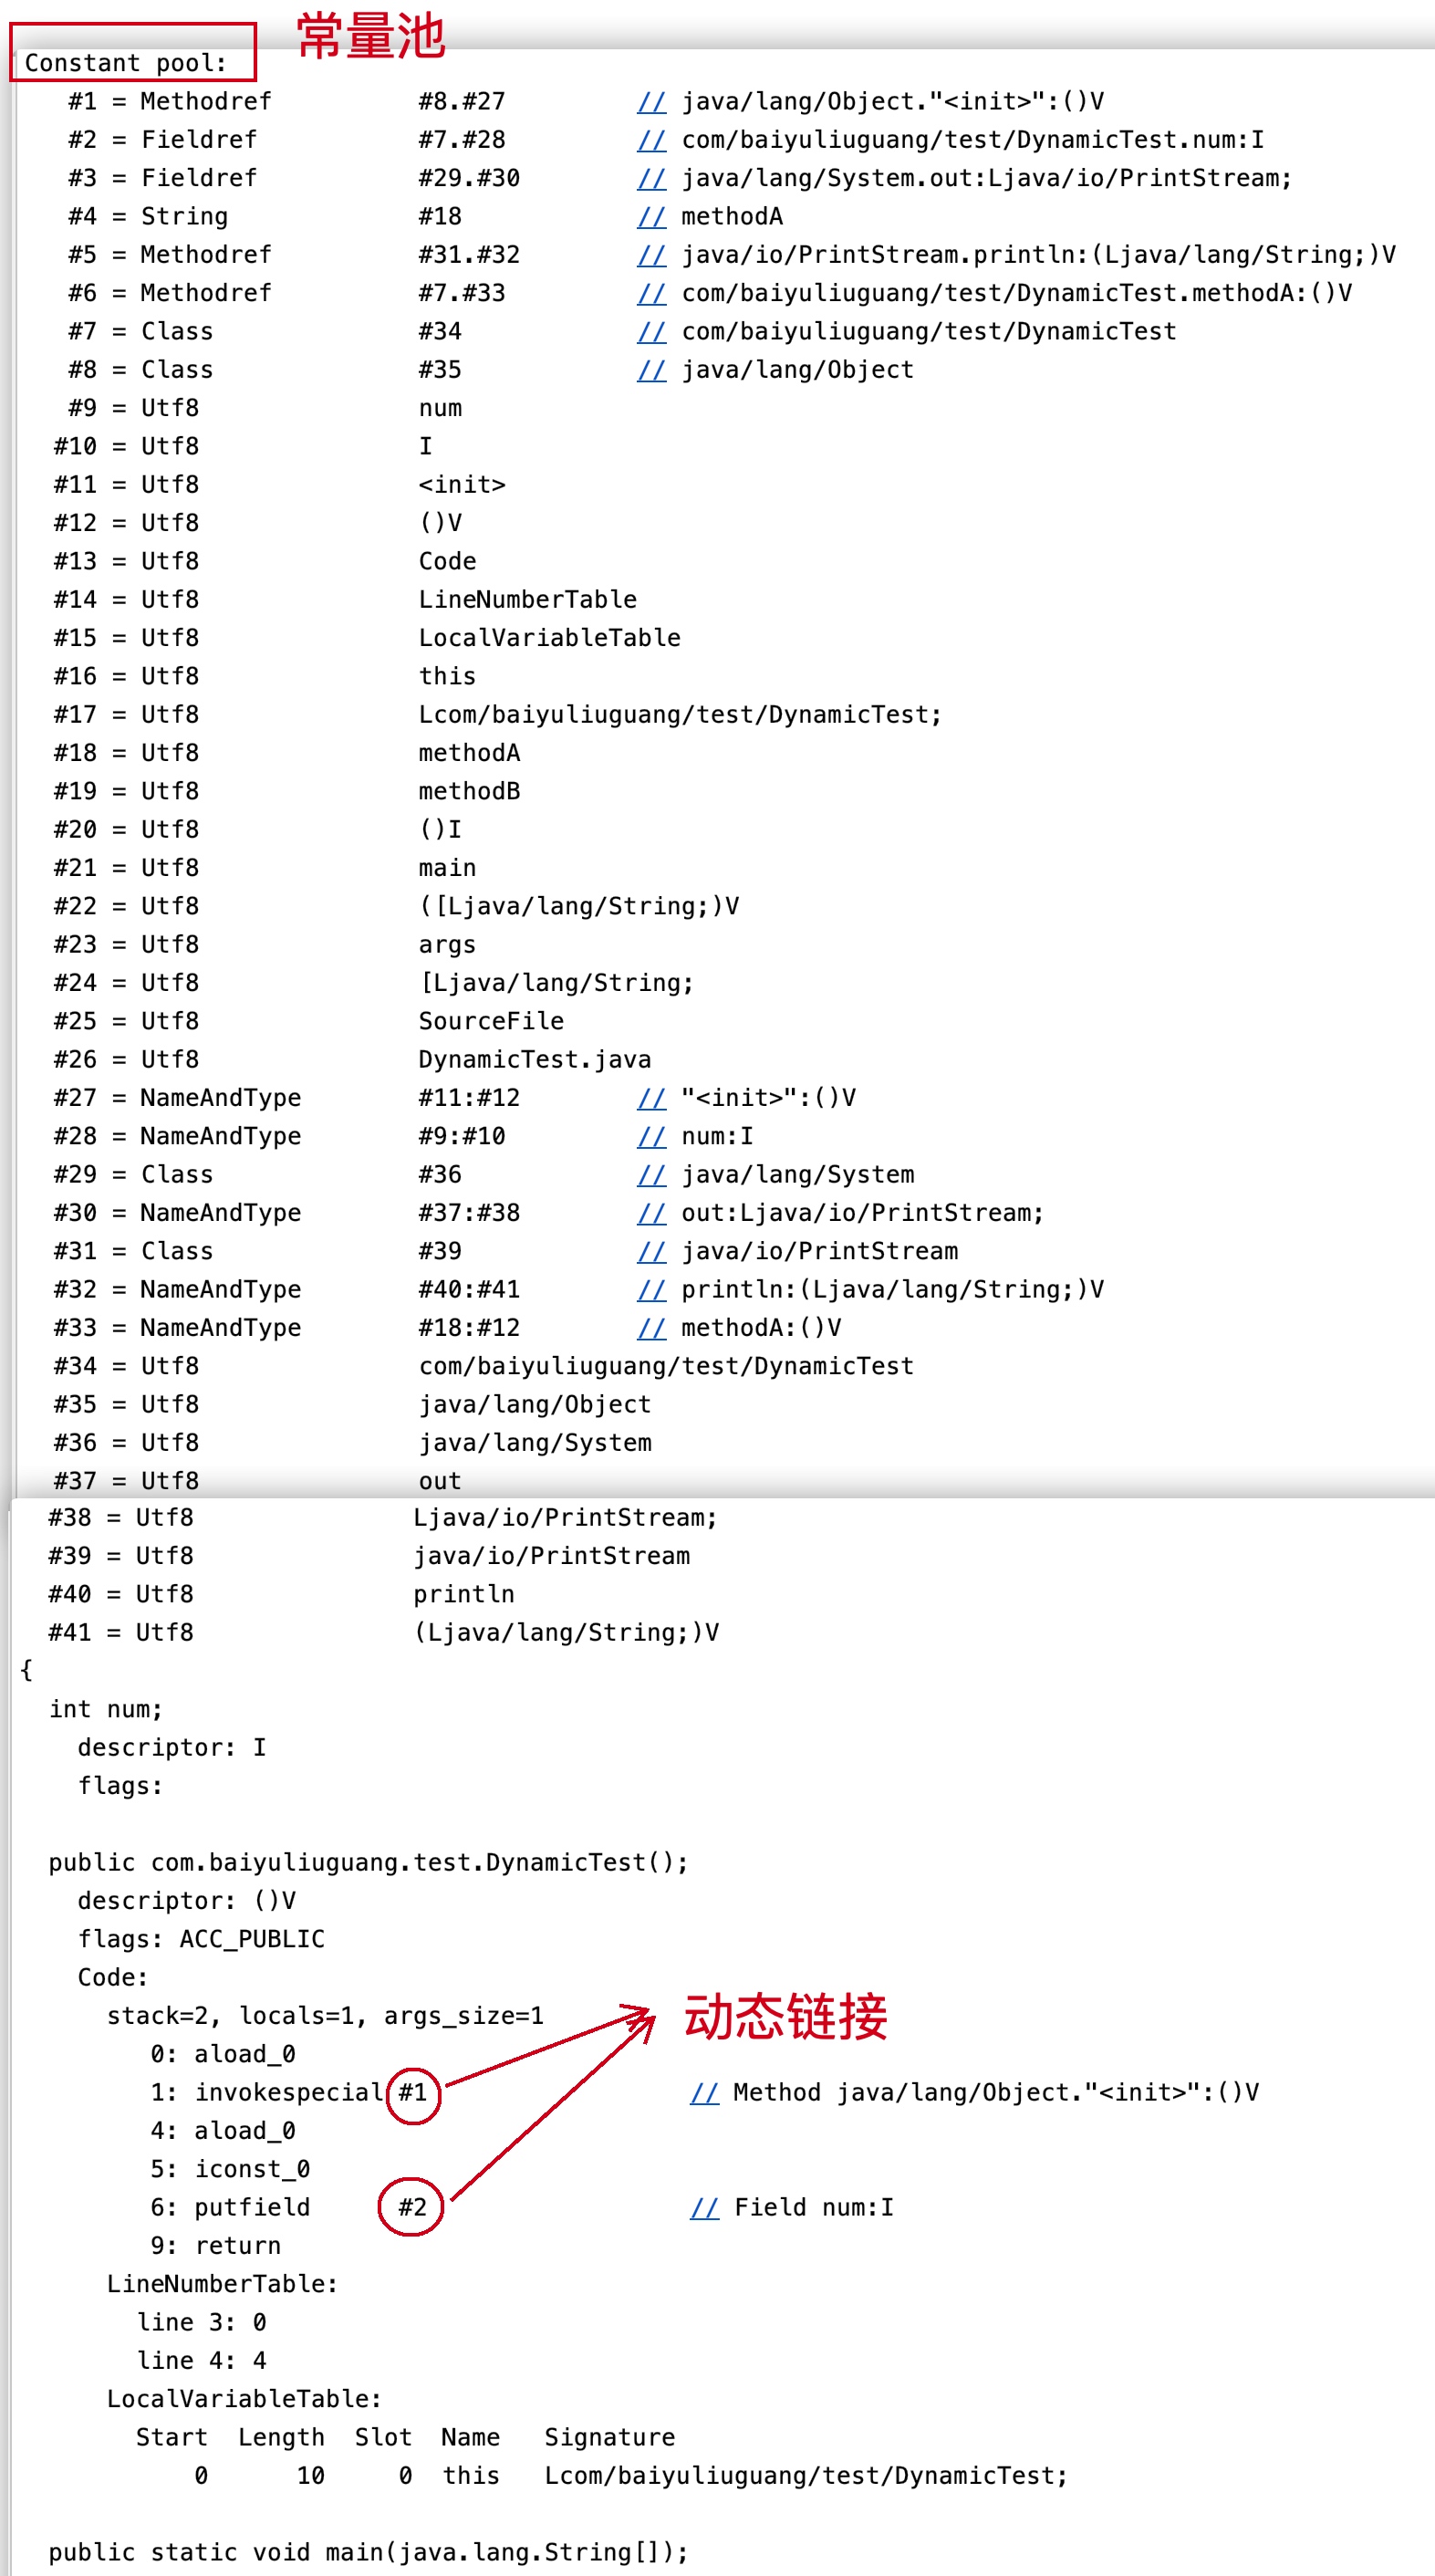 常量池
Constant pool:
#1 = Methodref #8.#27 // java/lang/Object."<init>":()V
#2 = Fieldref #7.#28 // com/baiyuliuguang/test/DynamicTest.num:I
#3 = Fieldref #29.#30 // java/lang/System.out:Ljava/io/PrintStream;
#4 = String #18 // methodA
#5 = Methodref #31.#32 // java/io/PrintStream.println:(Ljava/lang/String;)V
#6 = Methodref #7.#33 // com/baiyuliuguang/test/DynamicTest.methodA:()V
#7 = Class #34 // com/baiyuliuguang/test/DynamicTest
#8 = Class #35 // java/lang/Object
#9 = Utf8 num
#10 = Utf8 I
#11 = Utf8 <init>
#12 = Utf8 ()V
#13 = Utf8 Code
#14 = Utf8 LineNumberTable
#15 = Utf8 LocalVariableTable
#16 = Utf8 this
#17 = Utf8 Lcom/baiyuliuguang/test/DynamicTest;
#18 = Utf8 methodA
#19 = Utf8 methodB
#20 = Utf8 ()I
#21 = Utf8 main
#22 = Utf8 ([Ljava/lang/String;)V
#23 = Utf8 args
#24 = Utf8 [Ljava/lang/String;
#25 = Utf8 SourceFile
#26 = Utf8 DynamicTest.java
#27 = NameAndType #11:#12 // "<init>":()V
#28 = NameAndType #9:#10 // num:I
#29 = Class #36 // java/lang/System
#30 = NameAndType #37:#38 // out:Ljava/io/PrintStream;
#31 = Class #39 // java/io/PrintStream
#32 = NameAndType #40:#41 // println:(Ljava/lang/String;)V
#33 = NameAndType #18:#12 // methodA:()V
#34 = Utf8 com/baiyuliuguang/test/DynamicTest
#35 = Utf8 java/lang/Object
#36 = Utf8 java/lang/System
#37 = Utf8 out
#38 = Utf8 Ljava/io/PrintStream;
#39 = Utf8 java/io/PrintStream
#40 = Utf8 println
#41 = Utf8 (Ljava/lang/String;)V
{
int num;
descriptor: I
flags:
public com.baiyuliuguang.test.DynamicTest();
descriptor: ()V
flags: ACC_PUBLIC
Code:
stack=2, locals=1, args_size=1
动态链接
0: aload_0
1: invokespecial #1 // Method java/lang/Object."<init>":()V
4: aload_0
5: iconst_0
6: putfield #2 // Field num:I
9: return
LineNumberTable:
line 3: 0
line 4: 4
LocalVariableTable:
Start Length Slot Name Signature
0 10 0 this Lcom/baiyuliuguang/test/DynamicTest;
public static void main(java.lang.String[]);